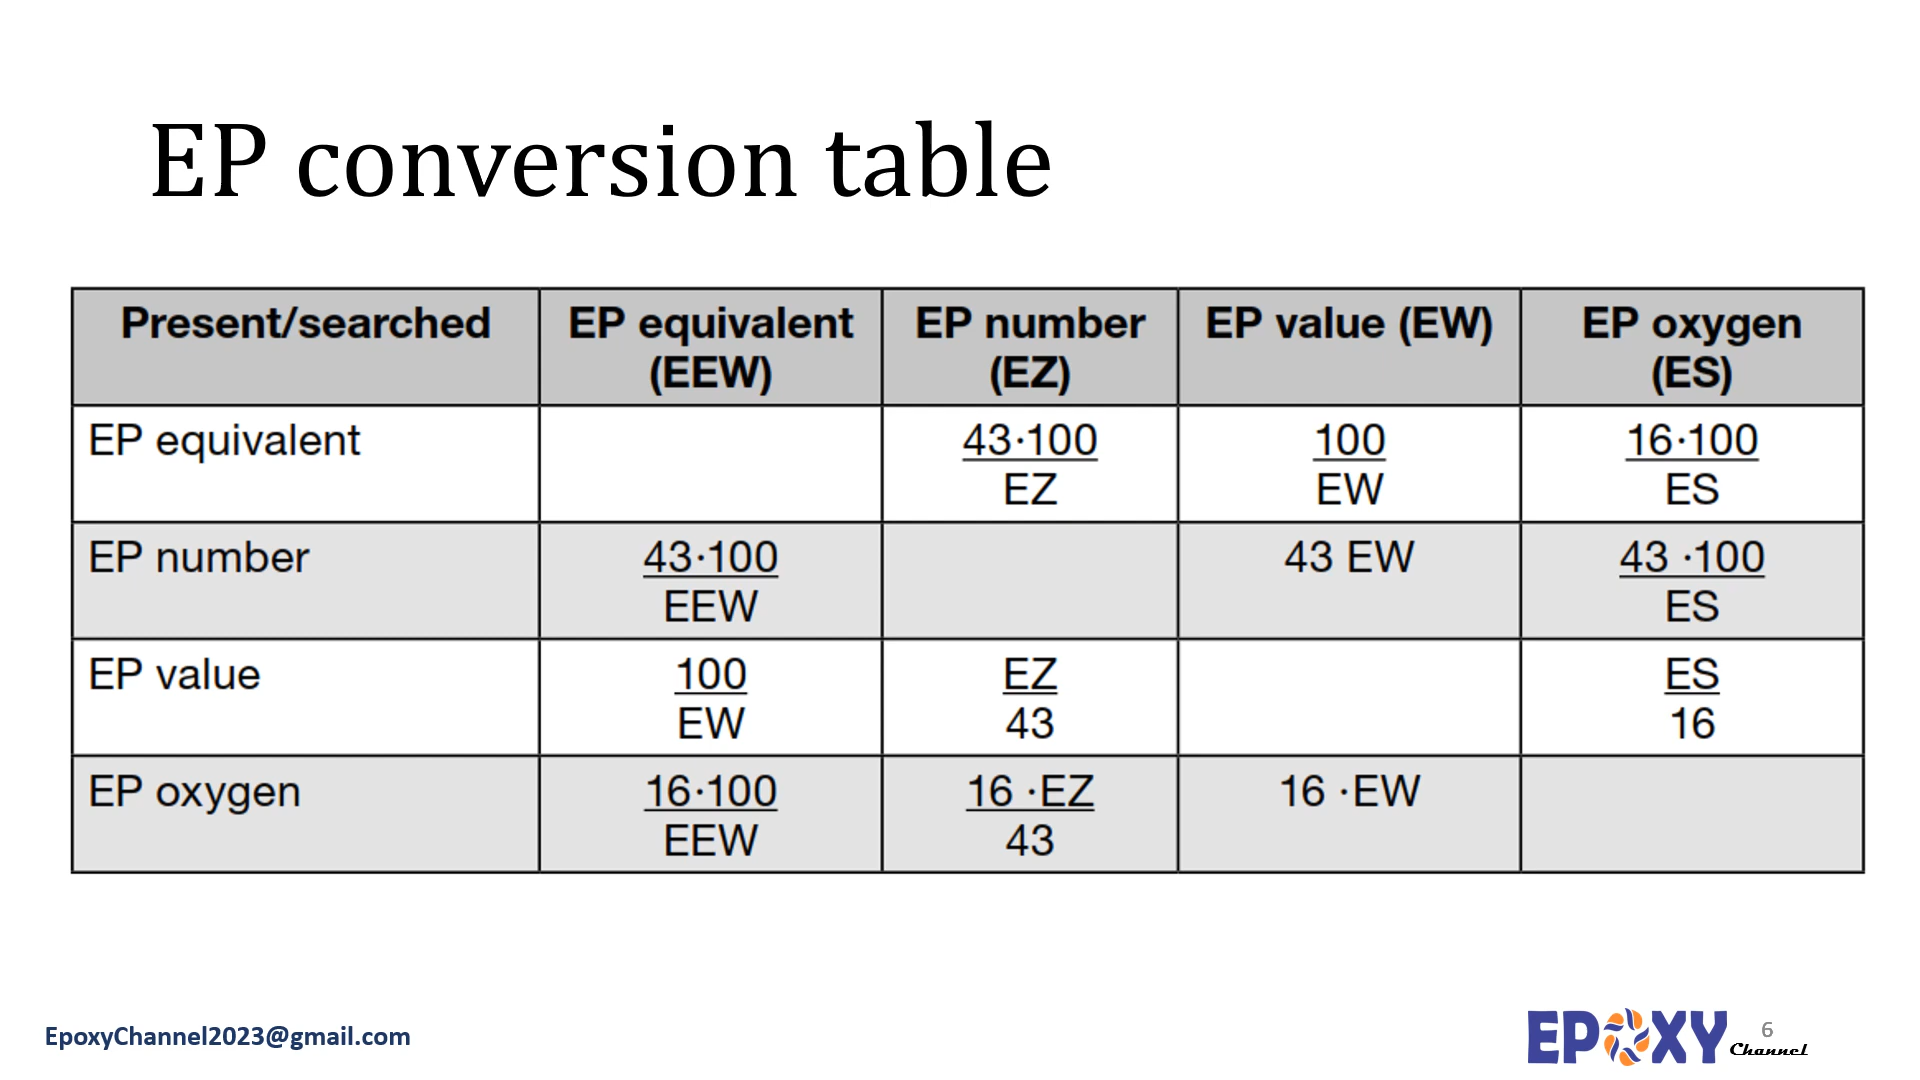 EP conversion table
Present/searched EP equivalent (EEW) EP number (EZ) EP value (EW) EP oxygen (ES)
EP equivalent 43·100 EZ 100 EW 16·100 ES
EP number 43·100 EEW 43 EW 43 ·100 ES
EP value 100 EW EZ 43 ES 16
EP oxygen 16·100 EEW 16 ·EZ 43 16 ·EW
EpoxyChannel2023@gmail.com
EPOXY Channel
6